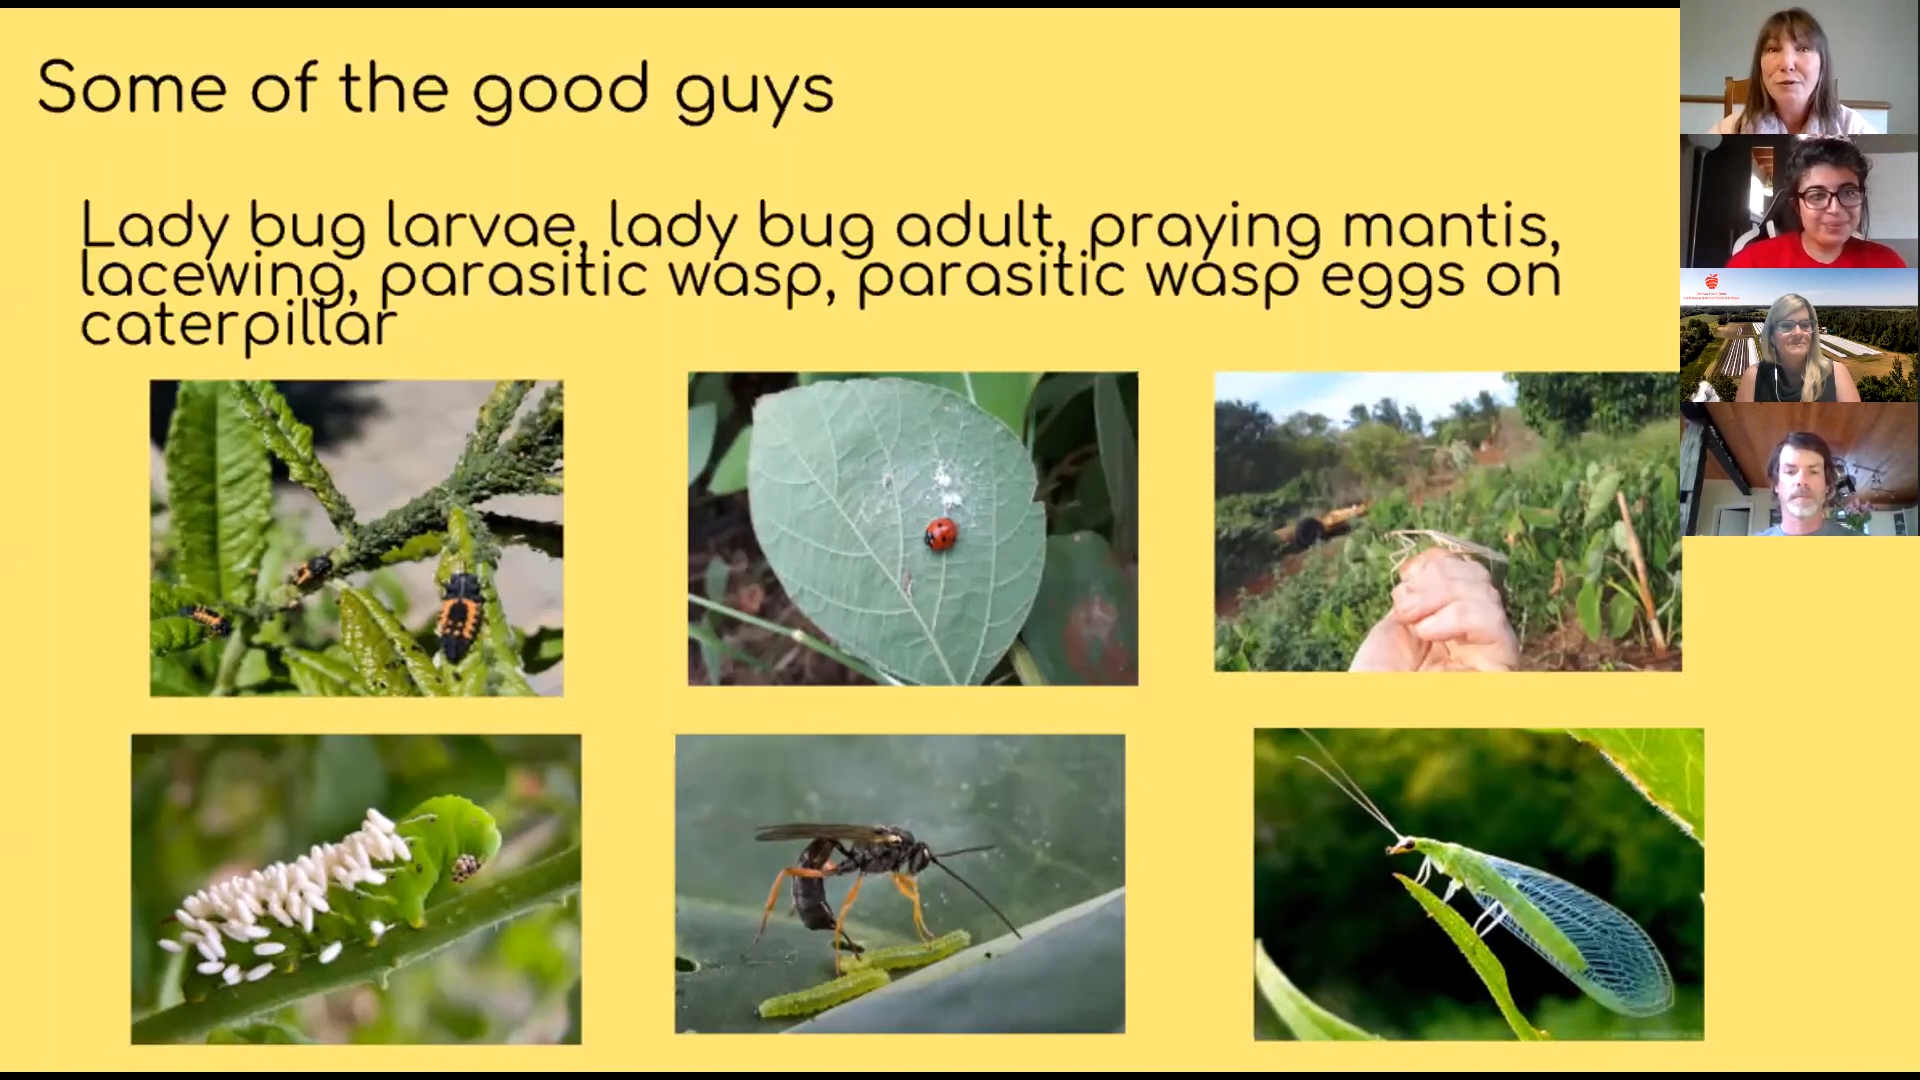 Some of the good guys
Lady bug larvae, lady bug adult, praying mantis,
lacewing, parasitic wasp, parasitic wasp eggs on
caterpillar